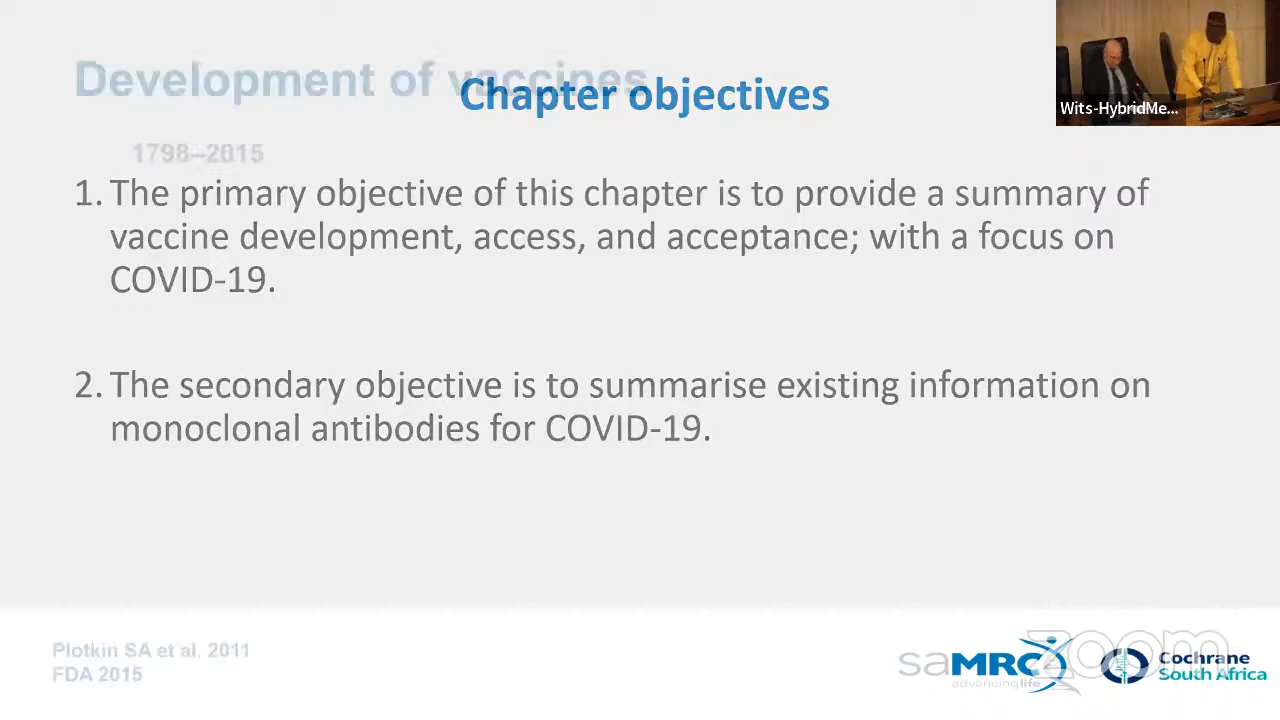 Development of vaccines
Chapter objectives
Wits-HybridMe...
1798–2015
1. The primary objective of this chapter is to provide a summary of
vaccine development, access, and acceptance; with a focus on
COVID-19.
2. The secondary objective is to summarise existing information on
monoclonal antibodies for COVID-19.
Plotkin SA et al. 2011
FDA 2015
saMRC
advancinglife
zoom
Cochrane
South Africa